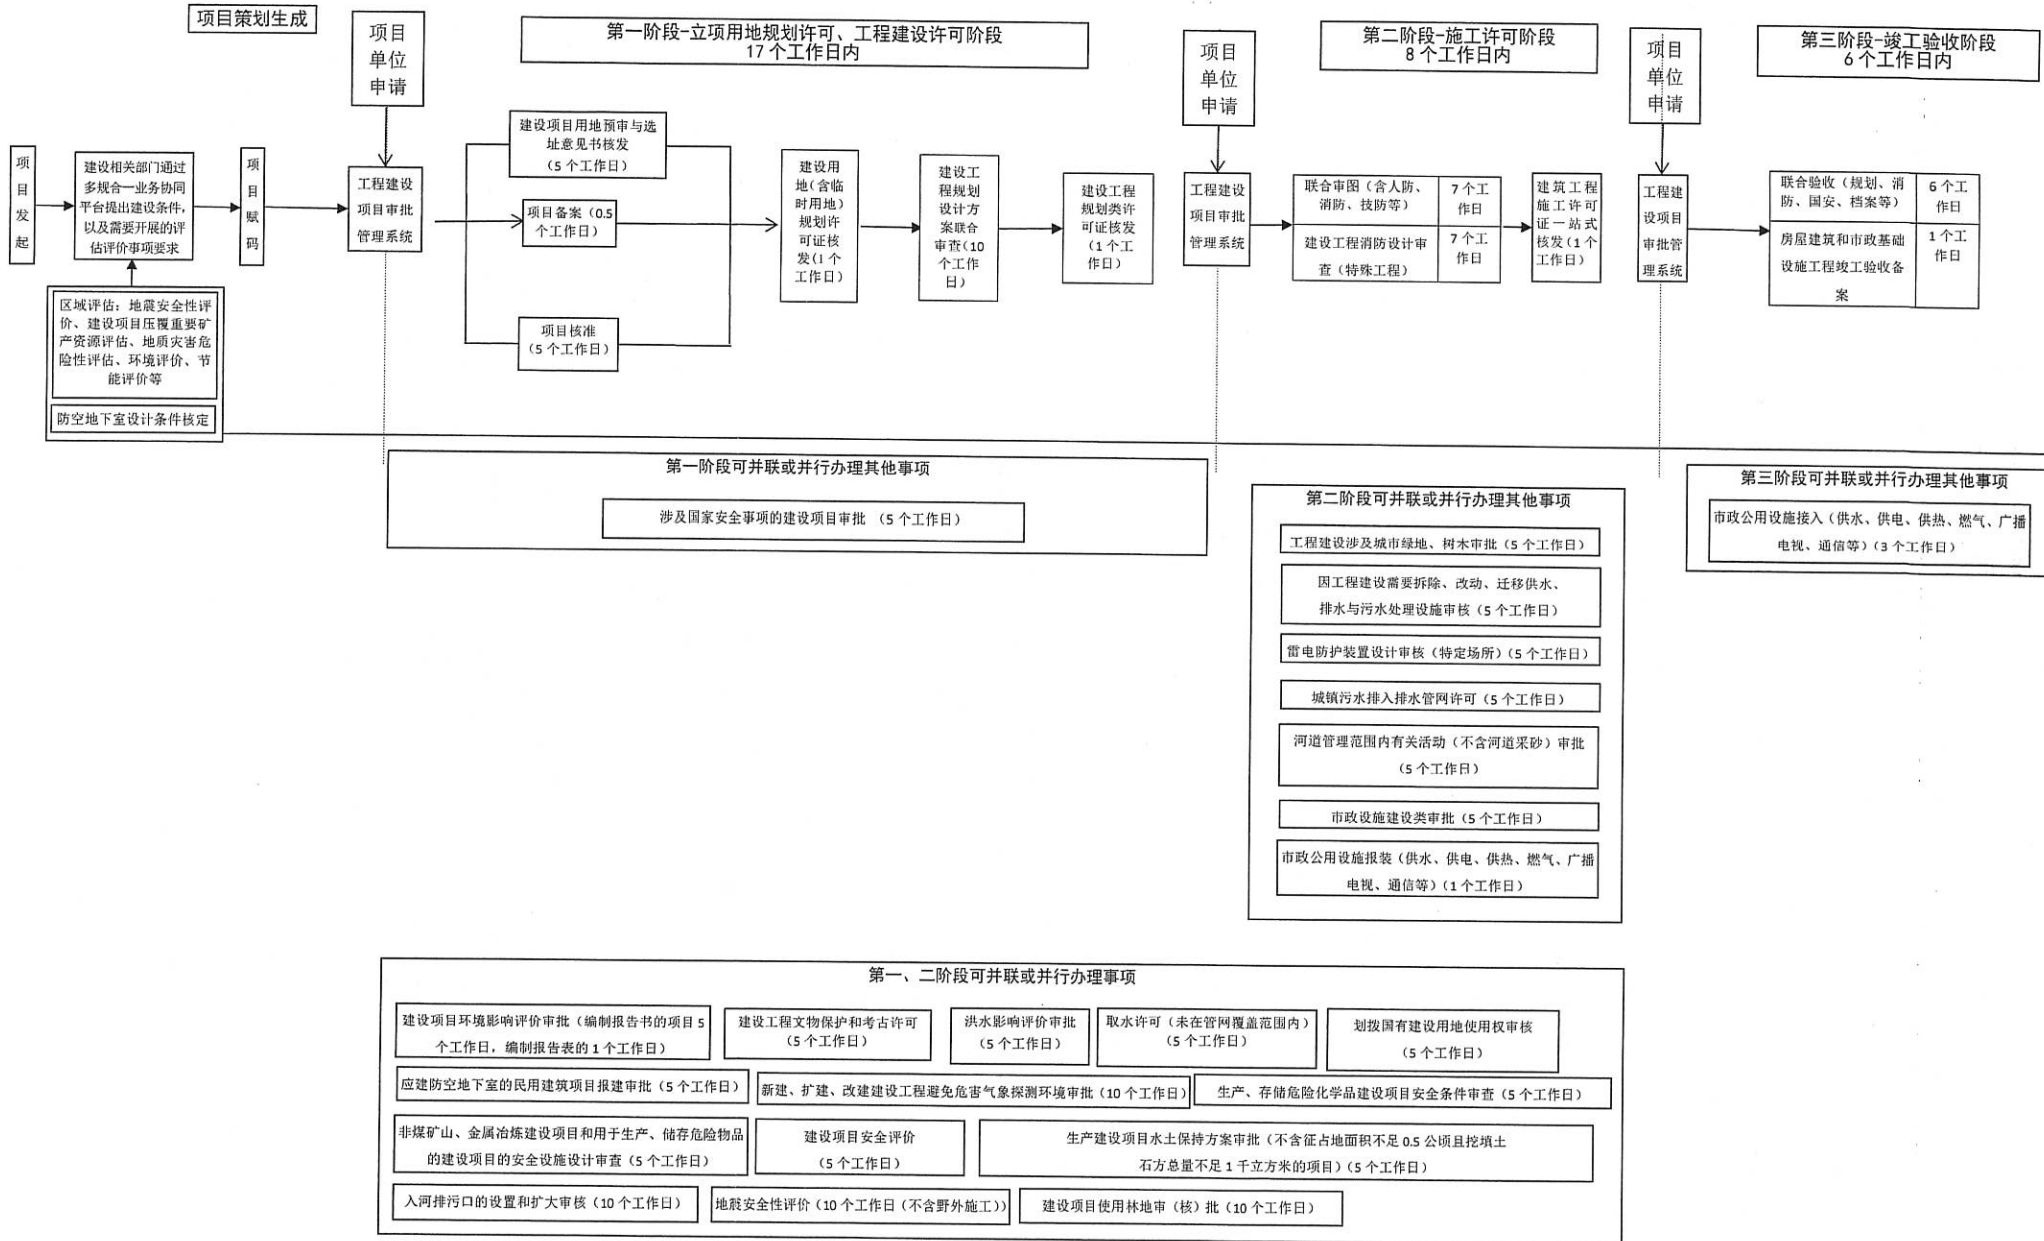 项目策划生成
项目
单位
申请
第一阶段-立项用地规划许可、工程建设许可阶段
17个工作日内
项目
单位
申请
第二阶段-施工许可阶段
8个工作日内
项目
单位
申请
第三阶段-竣工验收阶段
6个工作日内
项
目
发
起
建设相关部门通过
多规合一业务协同
平台提出建设条件,
以及需要开展的评
估评价事项要求
项
目
赋
码
工程建设
项目审批
管理系统
建设项目用地预审与选
址意见书核发
(5个工作日)
项目备案(0.5
个工作日)
项目核准
(5个工作日)
建设用
地(含临
时用地)
规划许
可证核
发(1个
工作日)
建设工
程规划
设计方
案联合
审查(10
个工作
日)
建设工程
规划类许
可证核发
(1个工
作日)
工程建设
项目审批
管理系统
联合审图(含人防、
消防、技防等)
7个工
作日
建设工程消防设计审
查(特殊工程)
7个工
作日
建筑工程
施工许可
证一站式
核发(1个
工作日)
工程建
设项目
审批管
理系统
联合验收(规划、消
防、国安、档案等)
6个工
作日
房屋建筑和市政基础
设施工程竣工验收备
案
1个工
作日
区域评估:地震安全性评
价、建设项目压覆重要矿
产资源评估、地质灾害危
险性评估、环境评价、节
能评价等
防空地下室设计条件核定
第一阶段可并联或并行办理其他事项
涉及国家安全事项的建设项目审批 (5个工作日)
第二阶段可并联或并行办理其他事项
工程建设涉及城市绿地、树木审批(5个工作日)
因工程建设需要拆除、改动、迁移供水、
排水与污水处理设施审核(5个工作日)
雷电防护装置设计审核(特定场所)(5个工作日)
城镇污水排入排水管网许可(5个工作日)
河道管理范围内有关活动(不含河道采砂)审批
(5个工作日)
市政设施建设类审批(5个工作日)
市政公用设施报装(供水、供电、供热、燃气、广播
电视、通信等)(1个工作日)
第三阶段可并联或并行办理其他事项
市政公用设施接入(供水、供电、供热、燃气、广播
电视、通信等)(3个工作日)
第一、二阶段可并联或并行办理事项
建设项目环境影响评价审批(编制报告书的项目5
个工作日,编制报告表的1个工作日)
建设工程文物保护和考古许可
(5个工作日)
洪水影响评价审批
(5个工作日)
取水许可(未在管网覆盖范围内)
(5个工作日)
划拨国有建设用地使用权审核
(5个工作日)
应建防空地下室的民用建筑项目报建审批(5个工作日)
新建、扩建、改建建设工程避免危害气象探测环境审批(10个工作日)
生产、存储危险化学品建设项目安全条件审查(5个工作日)
非煤矿山、金属冶炼建设项目和用于生产、储存危险物品
的建设项目的安全设施设计审查(5个工作日)
建设项目安全评价
(5个工作日)
生产建设项目水土保持方案审批(不含征占地面积不足0.5公顷且挖填土
石方总量不足1千立方米的项目)(5个工作日)
入河排污口的设置和扩大审核(10个工作日)
地震安全性评价(10个工作日(不含野外施工))
建设项目使用林地审(核)批(10个工作日)